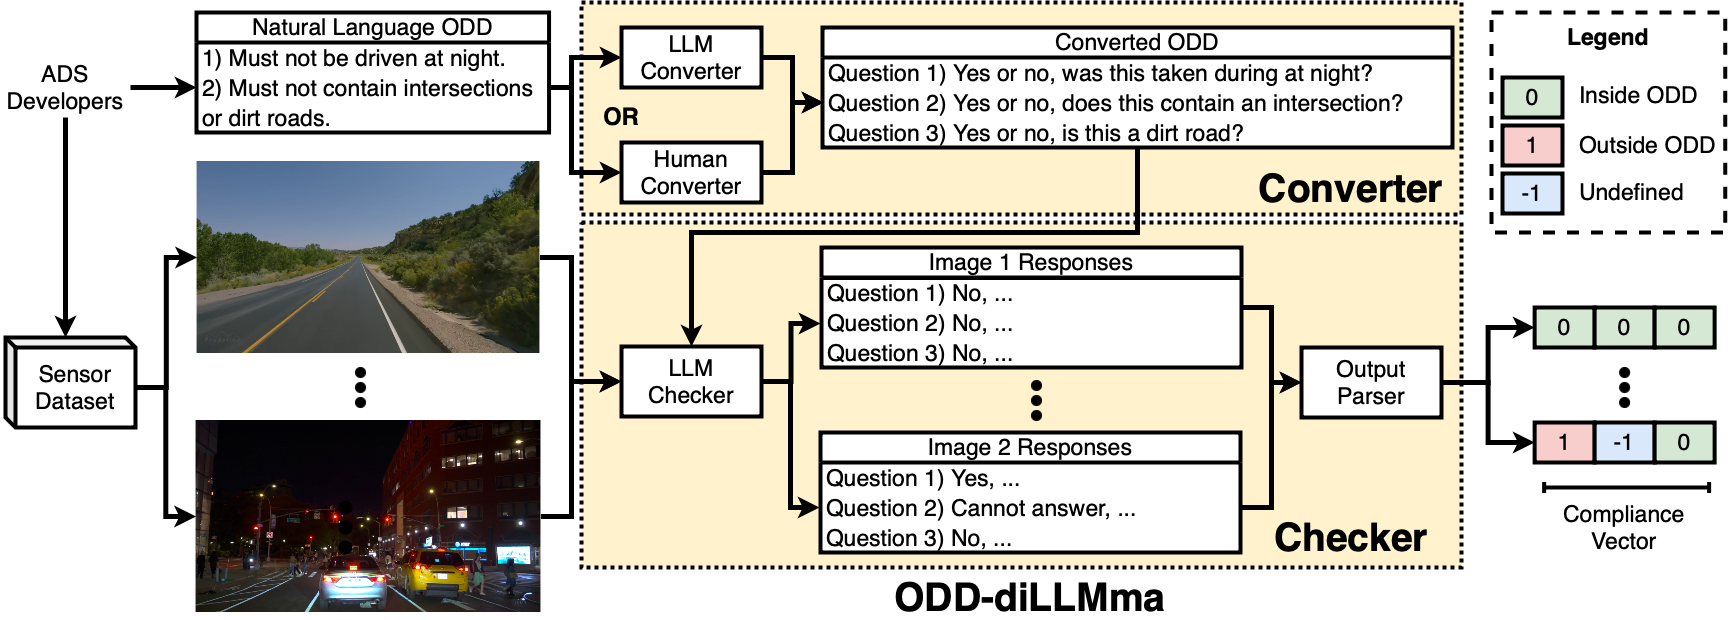 ADS
Developers
Natural Language ODD
1) Must not be driven at night.
2) Must not contain intersections
or dirt roads.
LLM
Converter
OR
Human
Converter
Converted ODD
Question 1) Yes or no, was this taken during at night?
Question 2) Yes or no, does this contain an intersection?
Question 3) Yes or no, is this a dirt road?
Converter
Legend
0 Inside ODD
1 Outside ODD
-1 Undefined
Sensor
Dataset
LLM
Checker
Image 1 Responses
Question 1) No, ...
Question 2) No, ...
Question 3) No, ...
Image 2 Responses
Question 1) Yes, ...
Question 2) Cannot answer, ...
Question 3) No, ...
Output
Parser
Checker
0 0 0
1 -1 0
Compliance
Vector
ODD-diLLMma